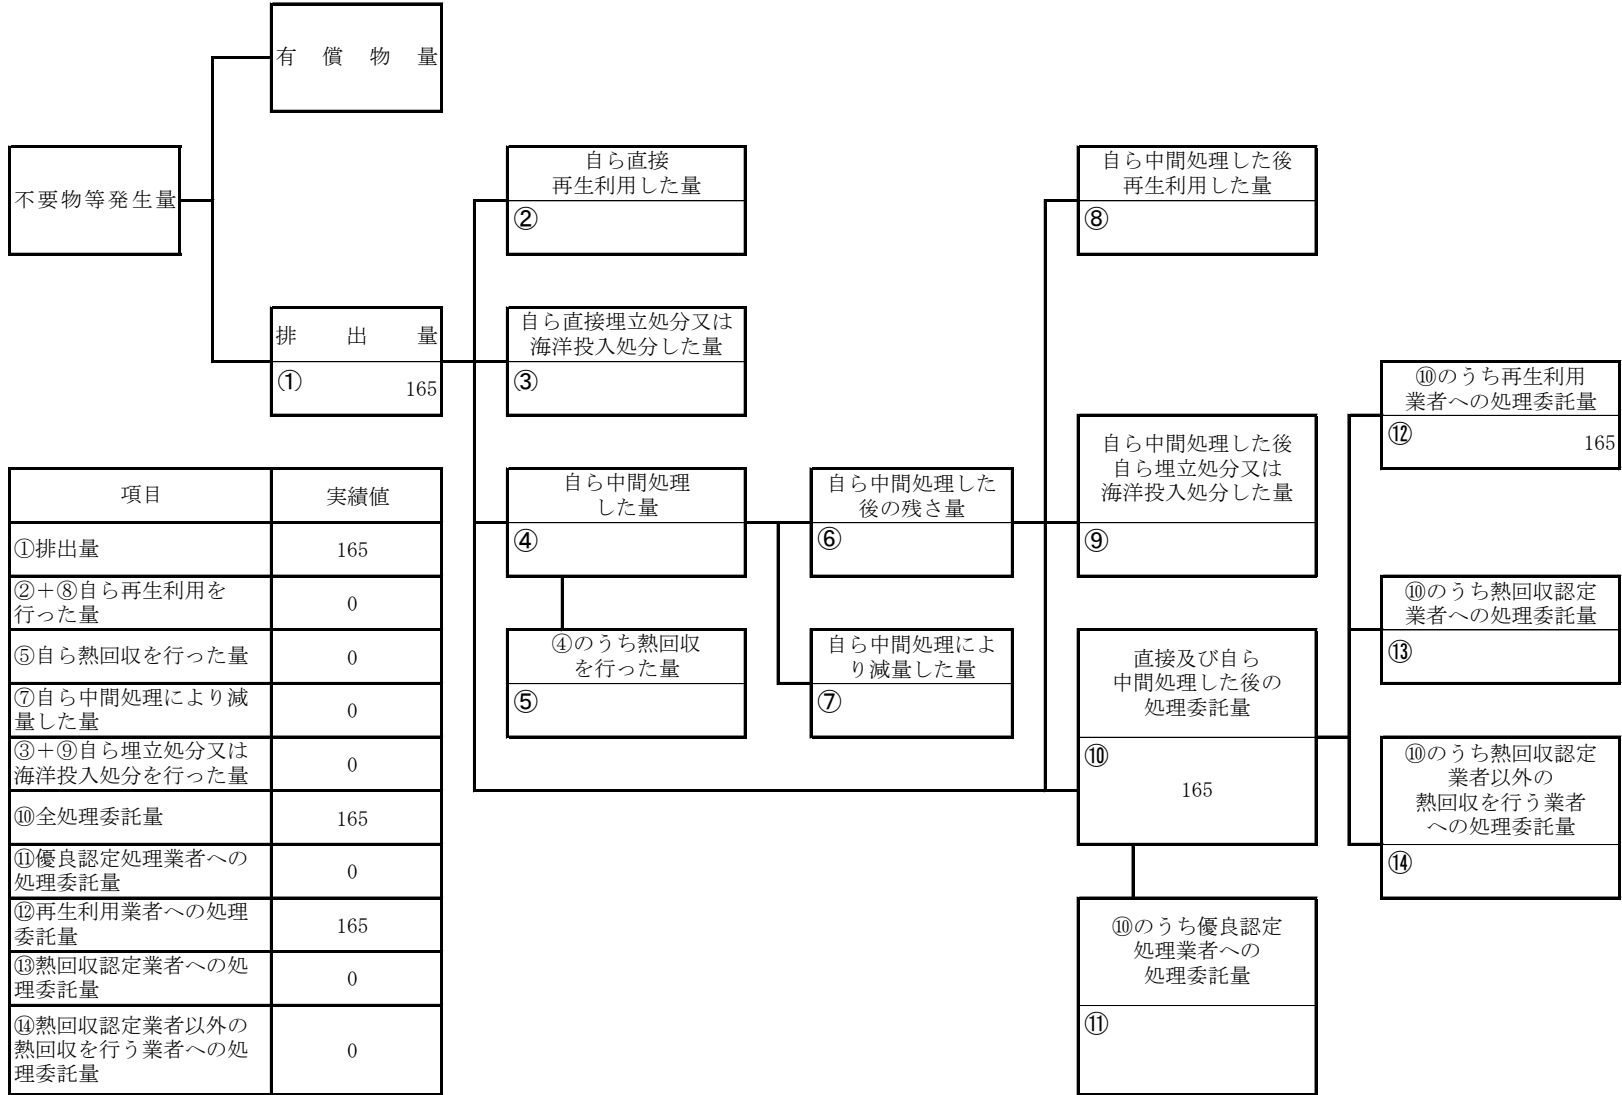 有償物量
不要物等発生量
排出量
①
165
自ら直接
再生利用した量
②
自ら直接埋立処分又は
海洋投入処分した量
③
自ら中間処理
した量
④
④のうち熱回収
を行った量
⑤
自ら中間処理した
後の残さ量
⑥
自ら中間処理によ
り減量した量
⑦
自ら中間処理した後
再生利用した量
⑧
自ら中間処理した後
自ら埋立処分又は
海洋投入処分した量
⑨
直接及び自ら
中間処理した後の
処理委託量
⑩
165
⑩のうち優良認定
処理業者への
処理委託量
⑪
⑩のうち再生利用
業者への処理委託量
⑫
165
⑩のうち熱回収認定
業者への処理委託量
⑬
⑩のうち熱回収認定
業者以外の
熱回収を行う業者
への処理委託量
⑭
項目 実績値
①排出量 165
②+⑧自ら再生利用を
行った量 0
⑤自ら熱回収を行った量 0
⑦自ら中間処理により減
量した量 0
③+⑨自ら埋立処分又は
海洋投入処分を行った量 0
⑩全処理委託量 165
⑪優良認定処理業者への
処理委託量 0
⑫再生利用業者への処理
委託量 165
⑬熱回収認定業者への処
理委託量 0
⑭熱回収認定業者以外の
熱回収を行う業者への処
理委託量 0